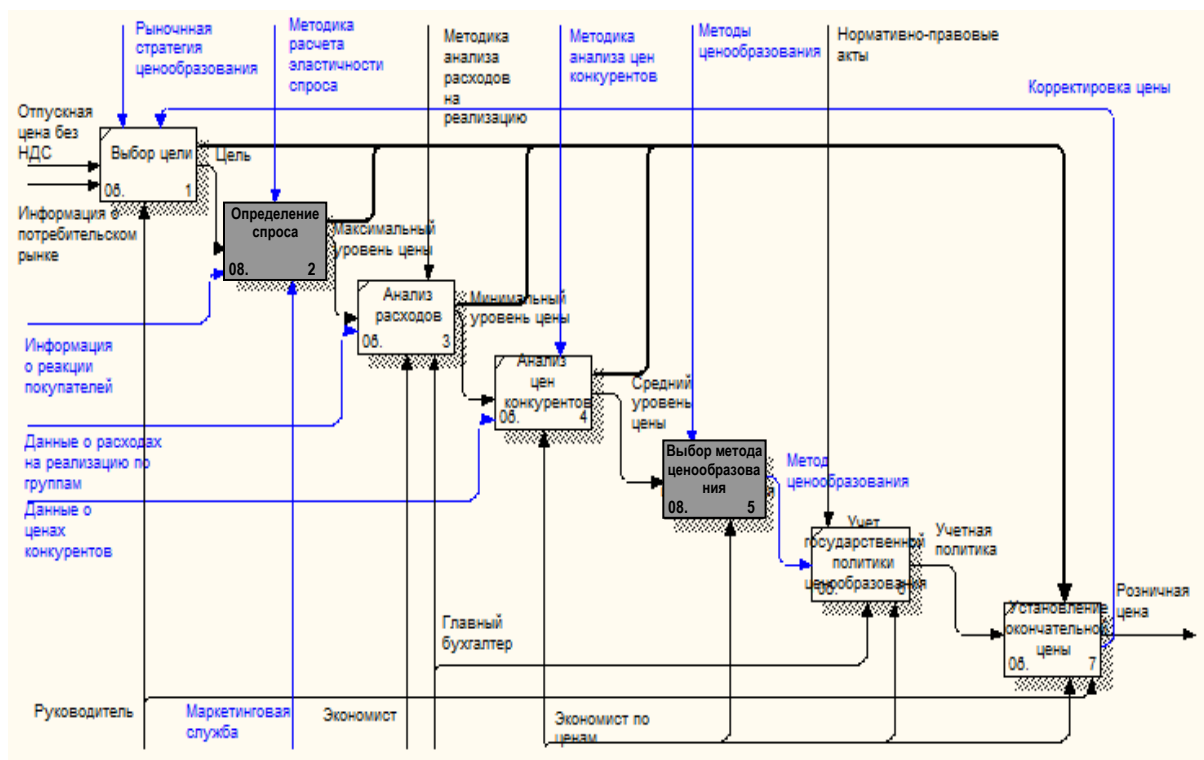 Рыночнная
стратегия
ценообразования
Методика
расчета
эластичности
спроса
Методика
анализа
расходов
на
реализацию
Методика
анализа цен
конкурентов
Методы
ценообразования
Нормативно-правовые
акты
Корректировка цены
Отпускная
цена без
НДС
Выбор цели
0б.
1
Цель
Информация о
потребительском
рынке
Определение
спроса
08.
2
Максимальный
уровень цены
Анализ
расходов
0б.
3
Минимальный
уровень цены
Информация
о реакции
покупателей
Анализ
цен
конкурентов
0б.
4
Средний
уровень
цены
Данные о расходах
на реализацию по
группам
Выбор метода
ценообразова
ния
08.
5
Метод
ценообразования
Данные о
ценах
конкурентов
Учет
государственной
политики
ценообразования
0б.
6
Учетная
политика
Установление
окончательной
цены
0б.
7
Розничная
цена
Главный
бухгалтер
Руководитель
Маркетинговая
служба
Экономист
Экономист по
ценам